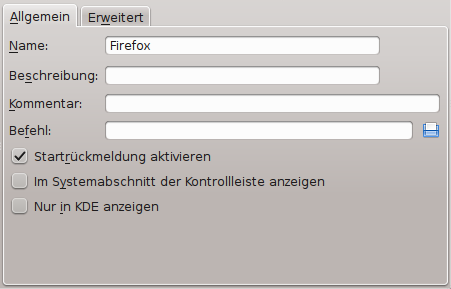 Allgemein
Erweitert
Name:
Firefox
Beschreibung:
Kommentar:
Befehl:
Startrückmeldung aktivieren
Im Systemabschnitt der Kontrollleiste anzeigen
Nur in KDE anzeigen